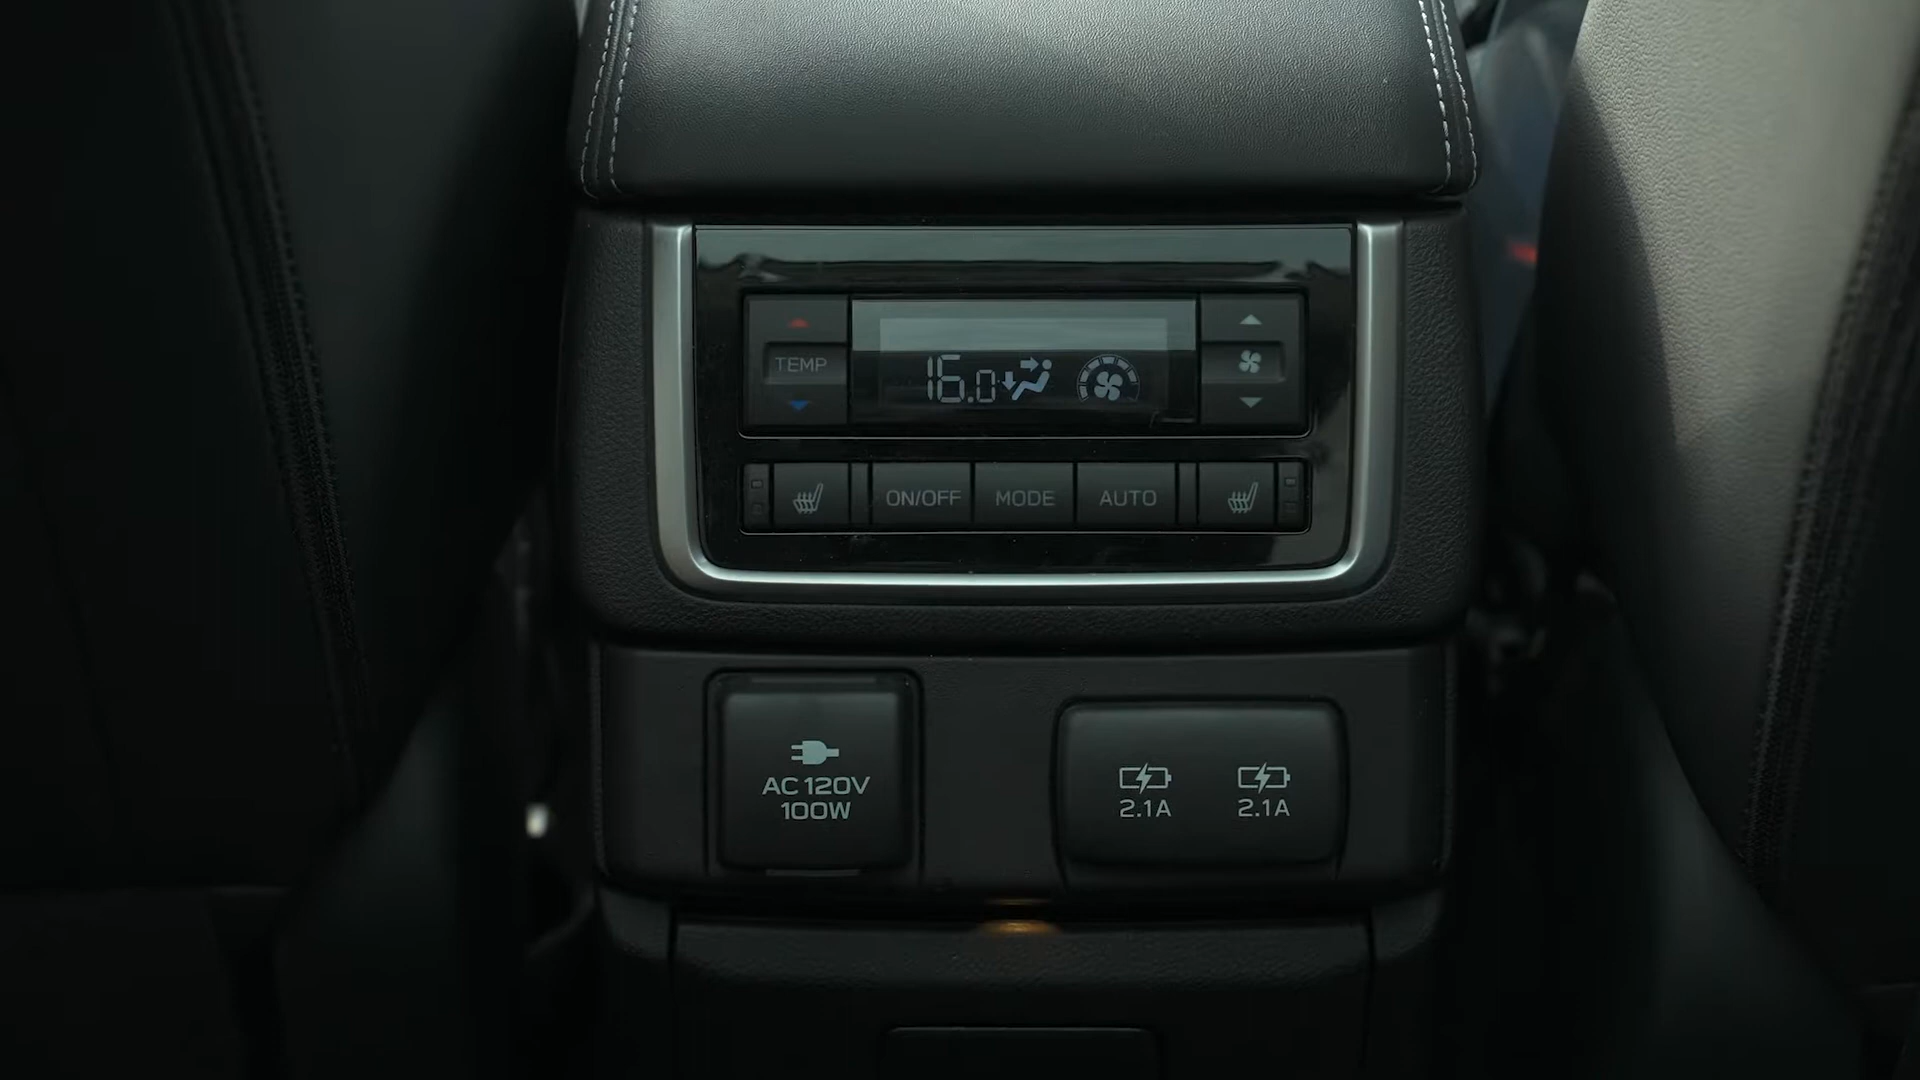 TEMP
16.0
ON/OFF MODE AUTO
AC 120V
100W
2.1A 2.1A